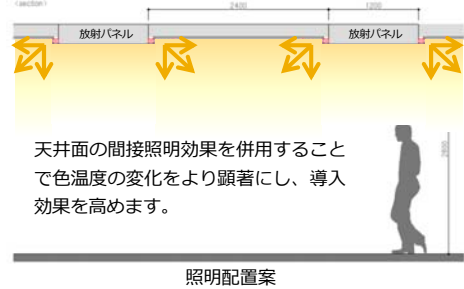 (section)
2400
1200
放射パネル
放射パネル
天井面の間接照明効果を併用すること
で色温度の変化をより顕著にし、導入
効果を高めます。
照明配置案